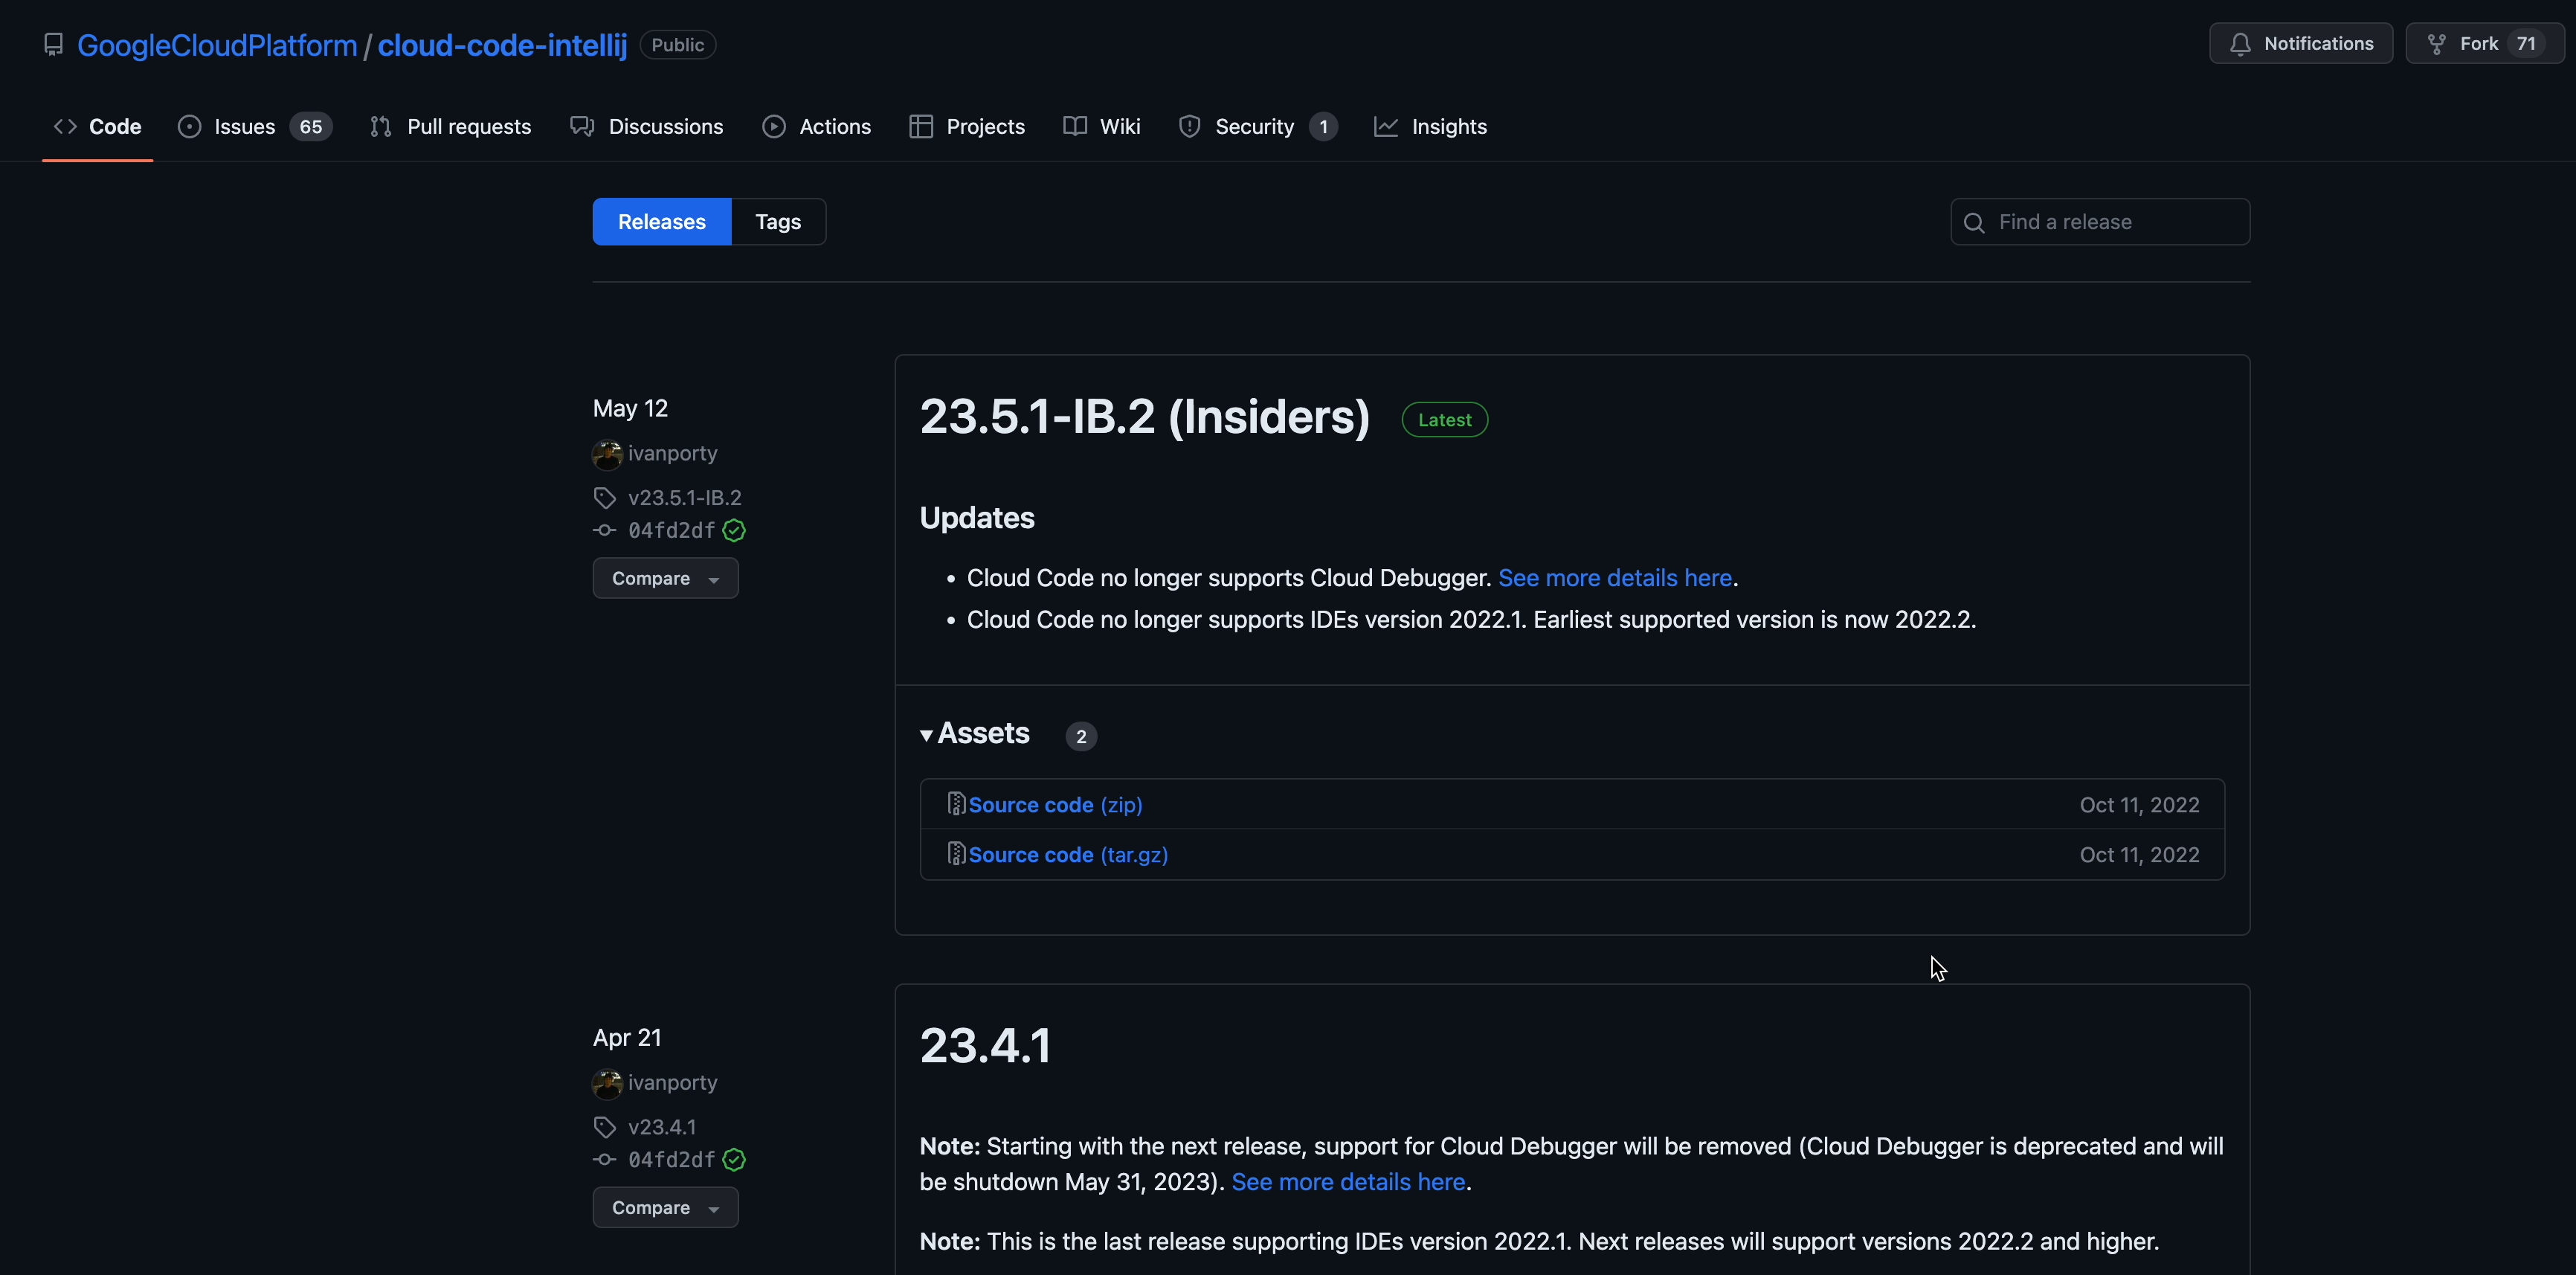 GoogleCloudPlatform / cloud-code-intellij Public
Notifications
Fork 71
Code
Issues 65
Pull requests
Discussions
Actions
Projects
Wiki
Security 1
Insights
Releases
Tags
Find a release
May 12
ivanporty
v23.5.1-IB.2
04fd2df
Compare
23.5.1-IB.2 (Insiders) Latest
Updates
• Cloud Code no longer supports Cloud Debugger. See more details here.
• Cloud Code no longer supports IDEs version 2022.1. Earliest supported version is now 2022.2.
Assets 2
Source code (zip) Oct 11, 2022
Source code (tar.gz) Oct 11, 2022
Apr 21
ivanporty
v23.4.1
04fd2df
Compare
23.4.1
Note: Starting with the next release, support for Cloud Debugger will be removed (Cloud Debugger is deprecated and will
be shutdown May 31, 2023). See more details here.
Note: This is the last release supporting IDEs version 2022.1. Next releases will support versions 2022.2 and higher.